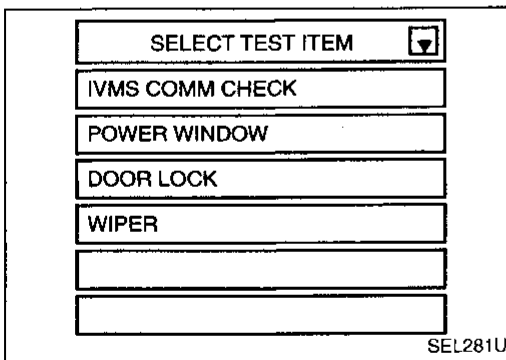 SELECT TEST ITEM
IVMS COMM CHECK
POWER WINDOW
DOOR LOCK
WIPER
SEL281U